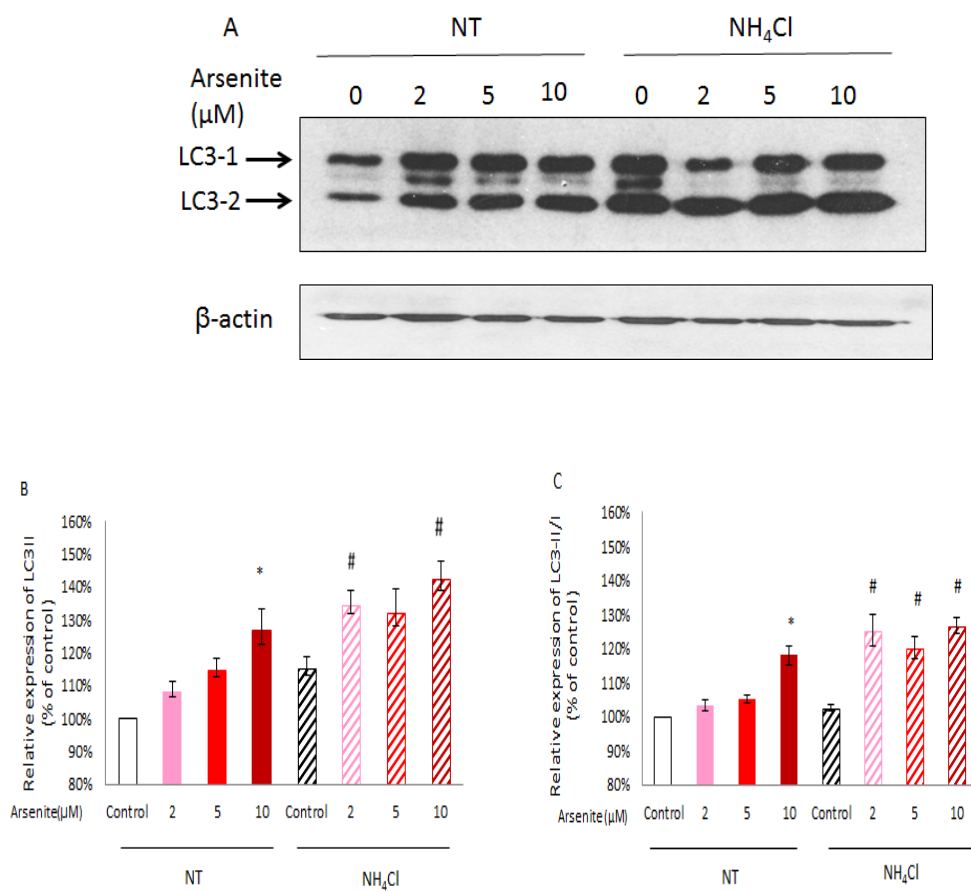 A
NT
NH₄Cl
Arsenite
(μM)
0 2 5 10 0 2 5 10
LC3-1
LC3-2
β-actin
B
Relative expression of LC3II
(% of control)
160%
150%
140%
130%
120%
110%
100%
90%
80%
*
#
#
Arsenite(μM) Control 2 5 10 Control 2 5 10
NT
NH₄Cl
C
Relative expression of LC3-II/I
(% of control)
160%
150%
140%
130%
120%
110%
100%
90%
80%
*
#
#
#
Arsenite(μM) Control 2 5 10 Control 2 5 10
NT
NH₄Cl